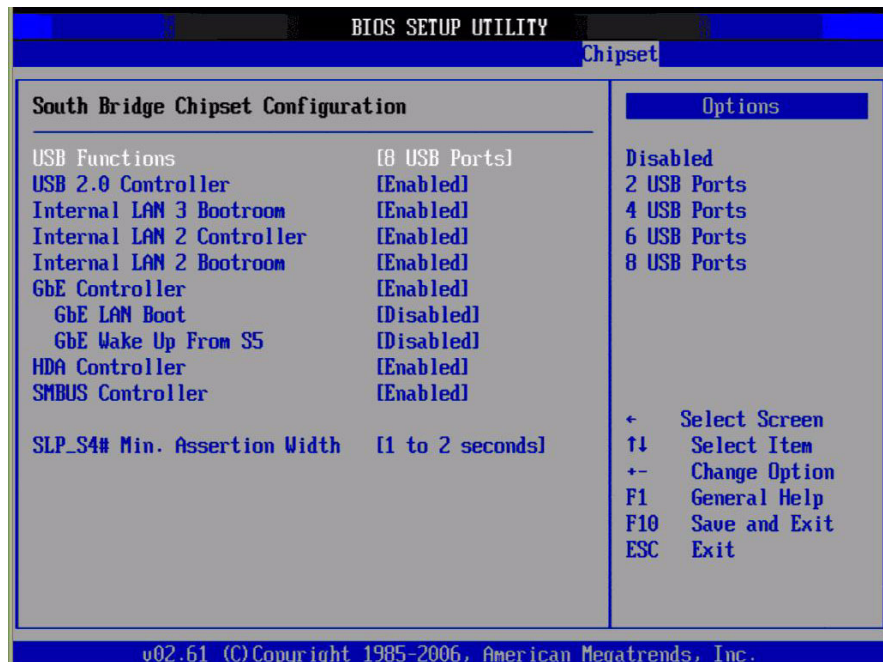 BIOS SETUP UTILITY
Chipset
South Bridge Chipset Configuration
USB Functions [8 USB Ports]
USB 2.0 Controller [Enabled]
Internal LAN 3 Bootroom [Enabled]
Internal LAN 2 Controller [Enabled]
Internal LAN 2 Bootroom [Enabled]
GbE Controller [Enabled]
GbE LAN Boot [Disabled]
GbE Wake Up From S5 [Disabled]
HDA Controller [Enabled]
SMBUS Controller [Enabled]
SLP_S4# Min. Assertion Width [1 to 2 seconds]
Options
Disabled
2 USB Ports
4 USB Ports
6 USB Ports
8 USB Ports
← Select Screen
↑↓ Select Item
+- Change Option
F1 General Help
F10 Save and Exit
ESC Exit
v02.61 (C)Copyright 1985-2006, American Megatrends, Inc.